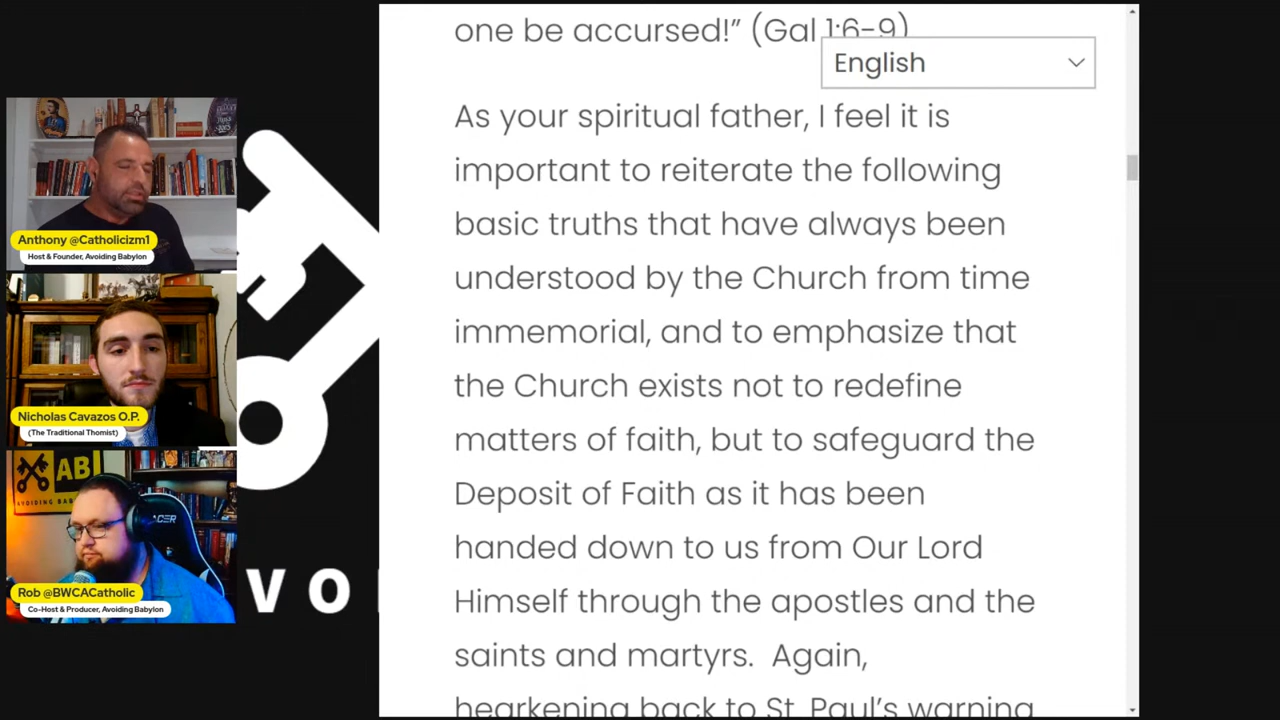 one be accursed!” (Gal 1:6-9)
English
As your spiritual father, I feel it is
important to reiterate the following
basic truths that have always been
understood by the Church from time
immemorial, and to emphasize that
the Church exists not to redefine
matters of faith, but to safeguard the
Deposit of Faith as it has been
handed down to us from Our Lord
Himself through the apostles and the
saints and martyrs.  Again,
hearkening back to St. Paul’s warning
Anthony @Catholicizm1
Host & Founder, Avoiding Babylon
Nicholas Cavazos O.P.
(The Traditional Thomist)
ABI
Rob @BWCACatholic
Co-Host & Producer, Avoiding Babylon
ACER
VO